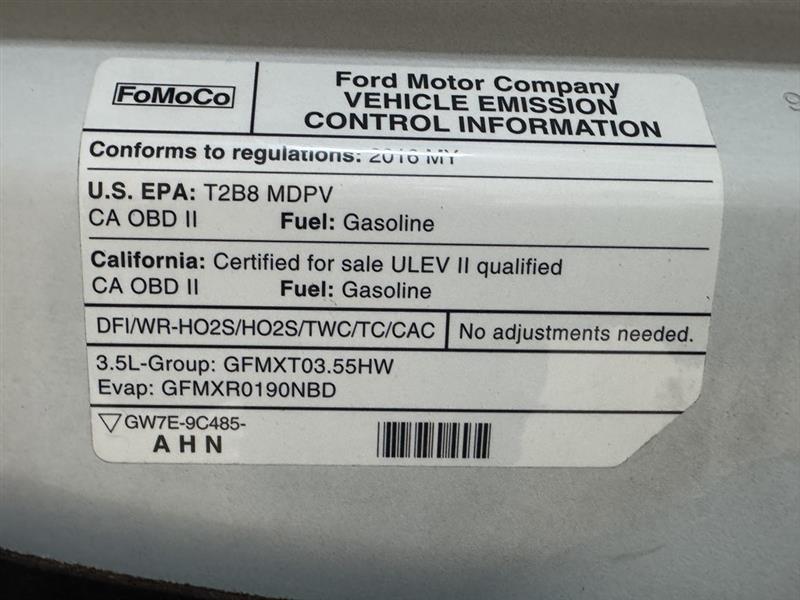 FoMoCo
Ford Motor Company
VEHICLE EMISSION
CONTROL INFORMATION
Conforms to regulations: 2016 MY
U.S. EPA: T2B8 MDPV
CA OBD II Fuel: Gasoline
California: Certified for sale ULEV II qualified
CA OBD II Fuel: Gasoline
DFI/WR-HO2S/HO2S/TWC/TC/CAC No adjustments needed.
3.5L-Group: GFMXT03.55HW
Evap: GFMXR0190NBD
GW7E-9C485-
AHN